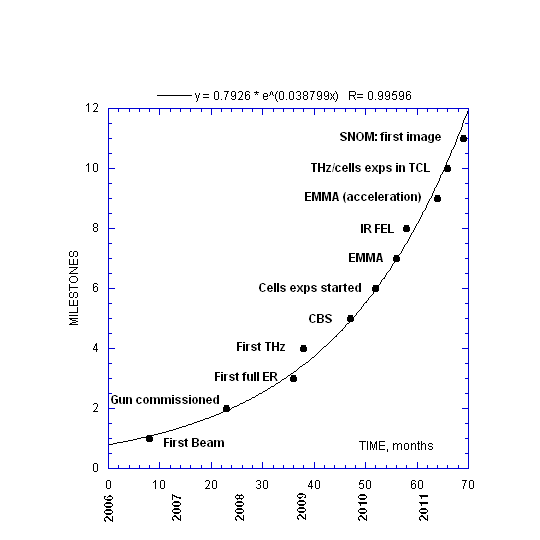 y = 0.7926 * e^(0.038799x)   R= 0.99596
12
SNOM: first image
10
THz/cells exps in TCL
EMMA (acceleration)
8
IR FEL
EMMA
6
Cells exps started
CBS
4
First THz
First full ER
2
Gun commissioned
First Beam
0
MILESTONES
TIME, months
0 10 20 30 40 50 60 70
2006 2007 2008 2009 2010 2011